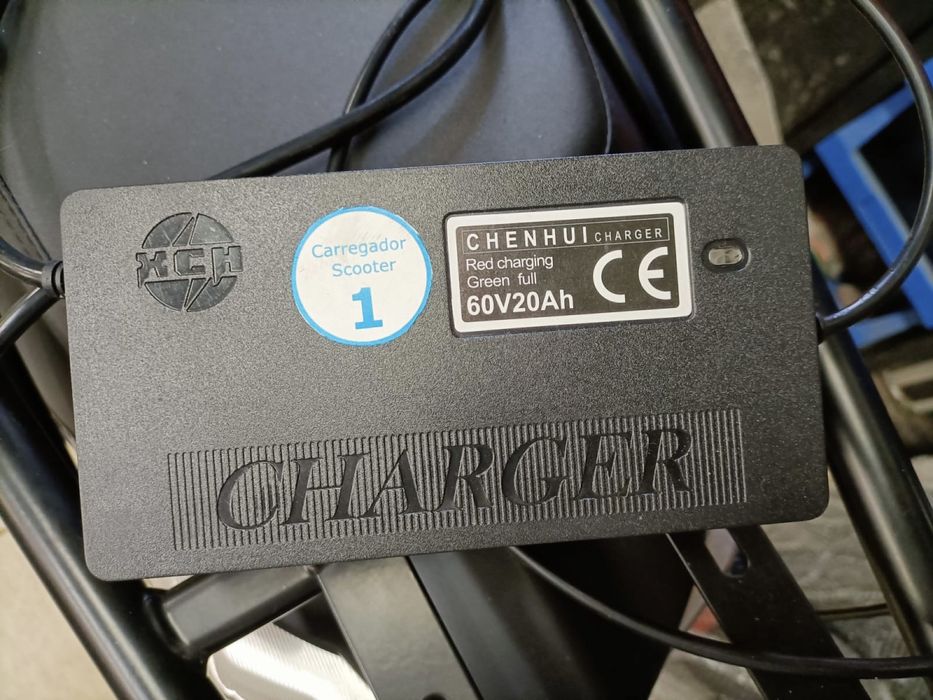 XCH
Carregador
Scooter
1
CHENHUI CHARGER
Red charging
Green full
60V20Ah
CE
CHARGER